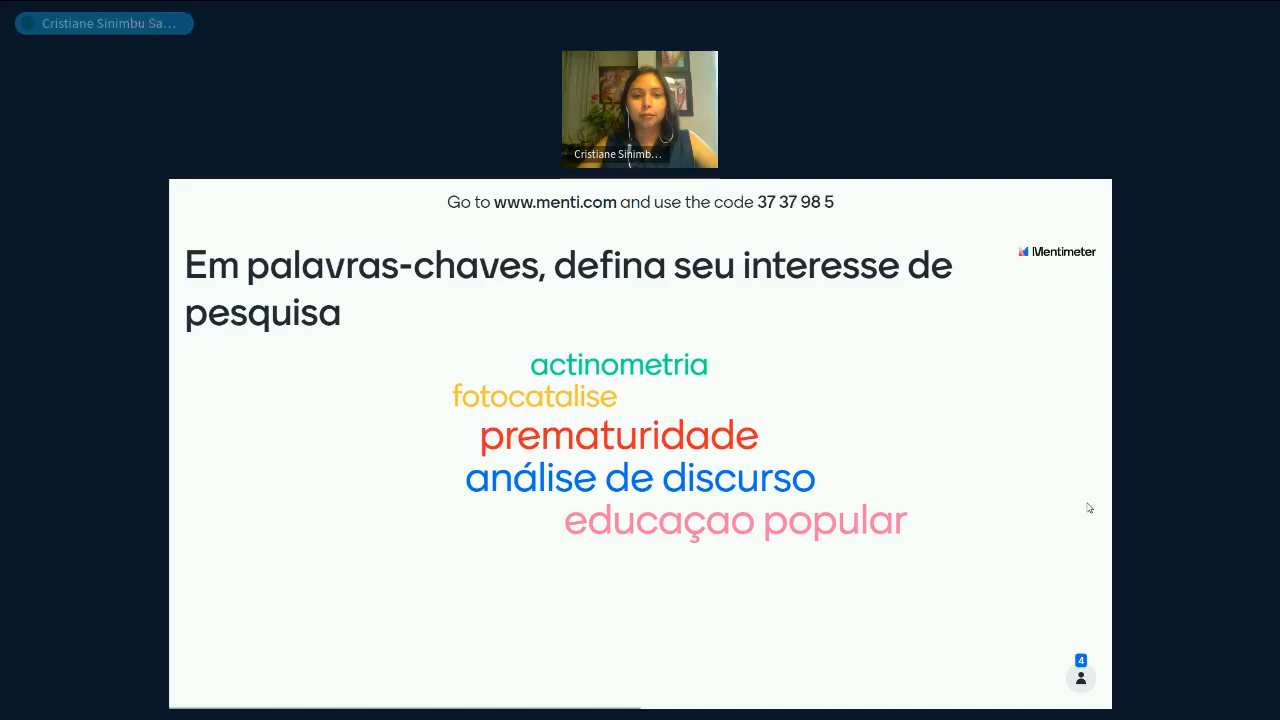 Cristiane Sinimbu Sa...
Cristiane Sinimb...
Go to www.menti.com and use the code 37 37 98 5
Mentimeter
Em palavras-chaves, defina seu interesse de
pesquisa
actinometria
fotocatalise
prematuridade
análise de discurso
educaçao popular
4